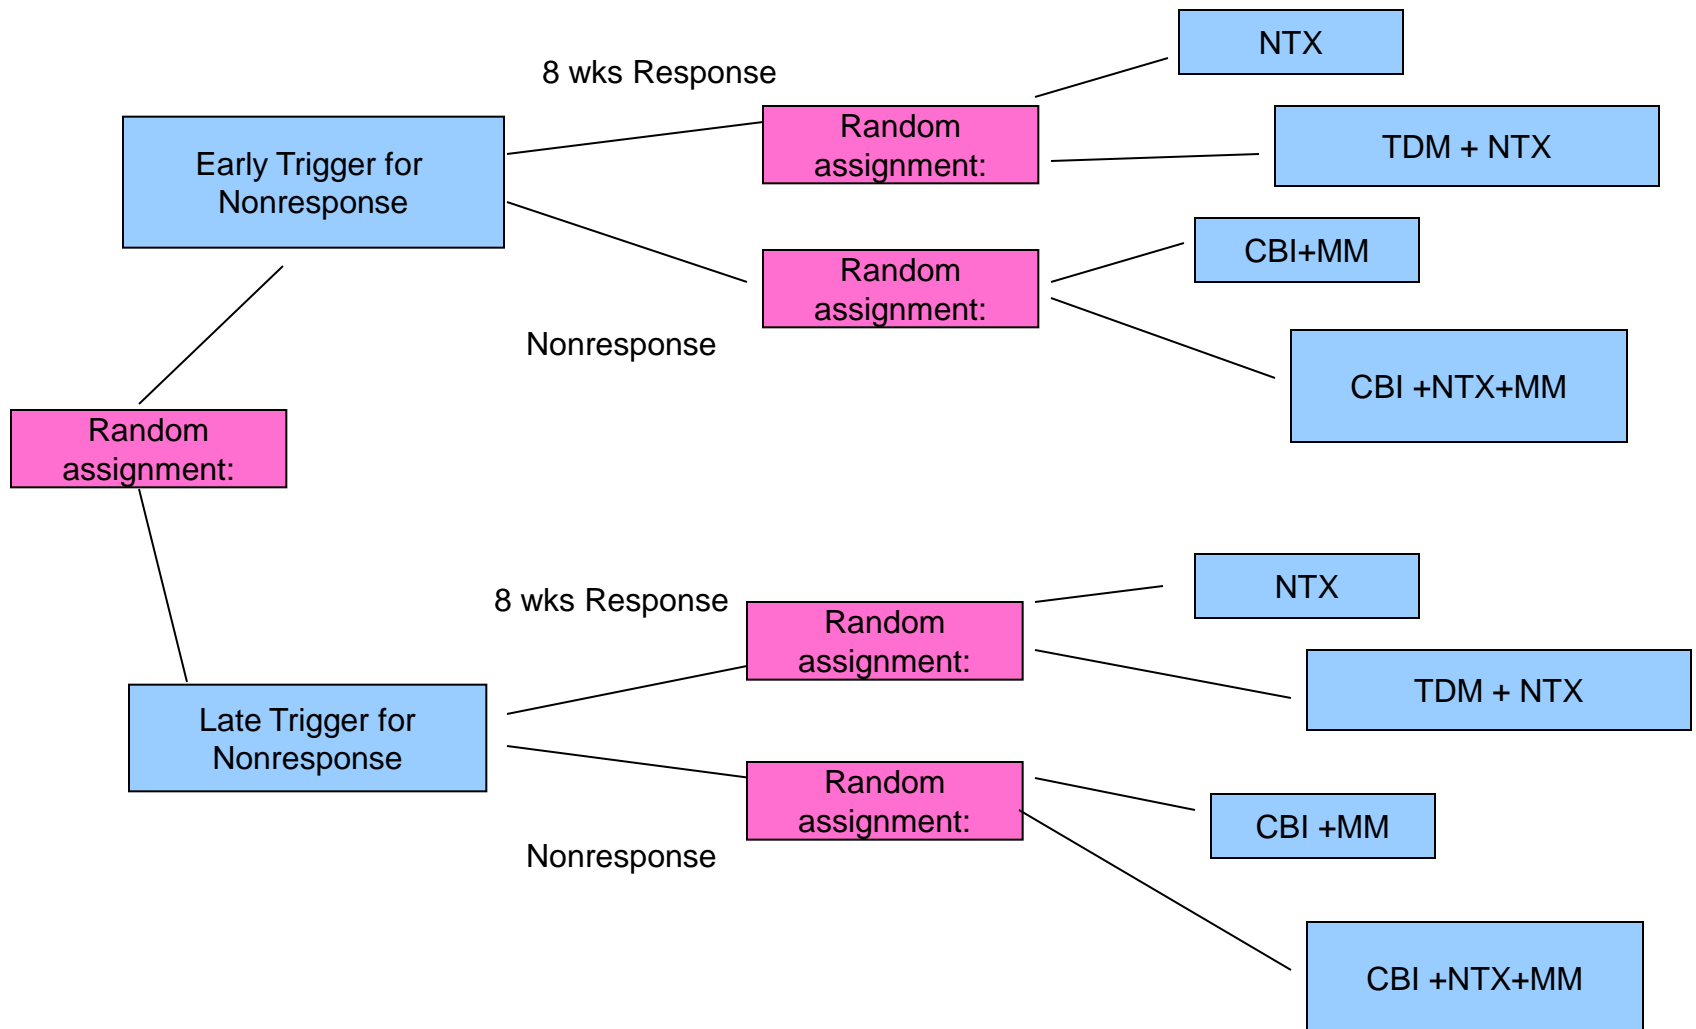 NTX
8 wks Response
Random
assignment:
TDM + NTX
Early Trigger for
Nonresponse
CBI+MM
Random
assignment:
Nonresponse
CBI +NTX+MM
Random
assignment:
NTX
8 wks Response
Random
assignment:
TDM + NTX
Late Trigger for
Nonresponse
Random
assignment:
CBI +MM
Nonresponse
CBI +NTX+MM